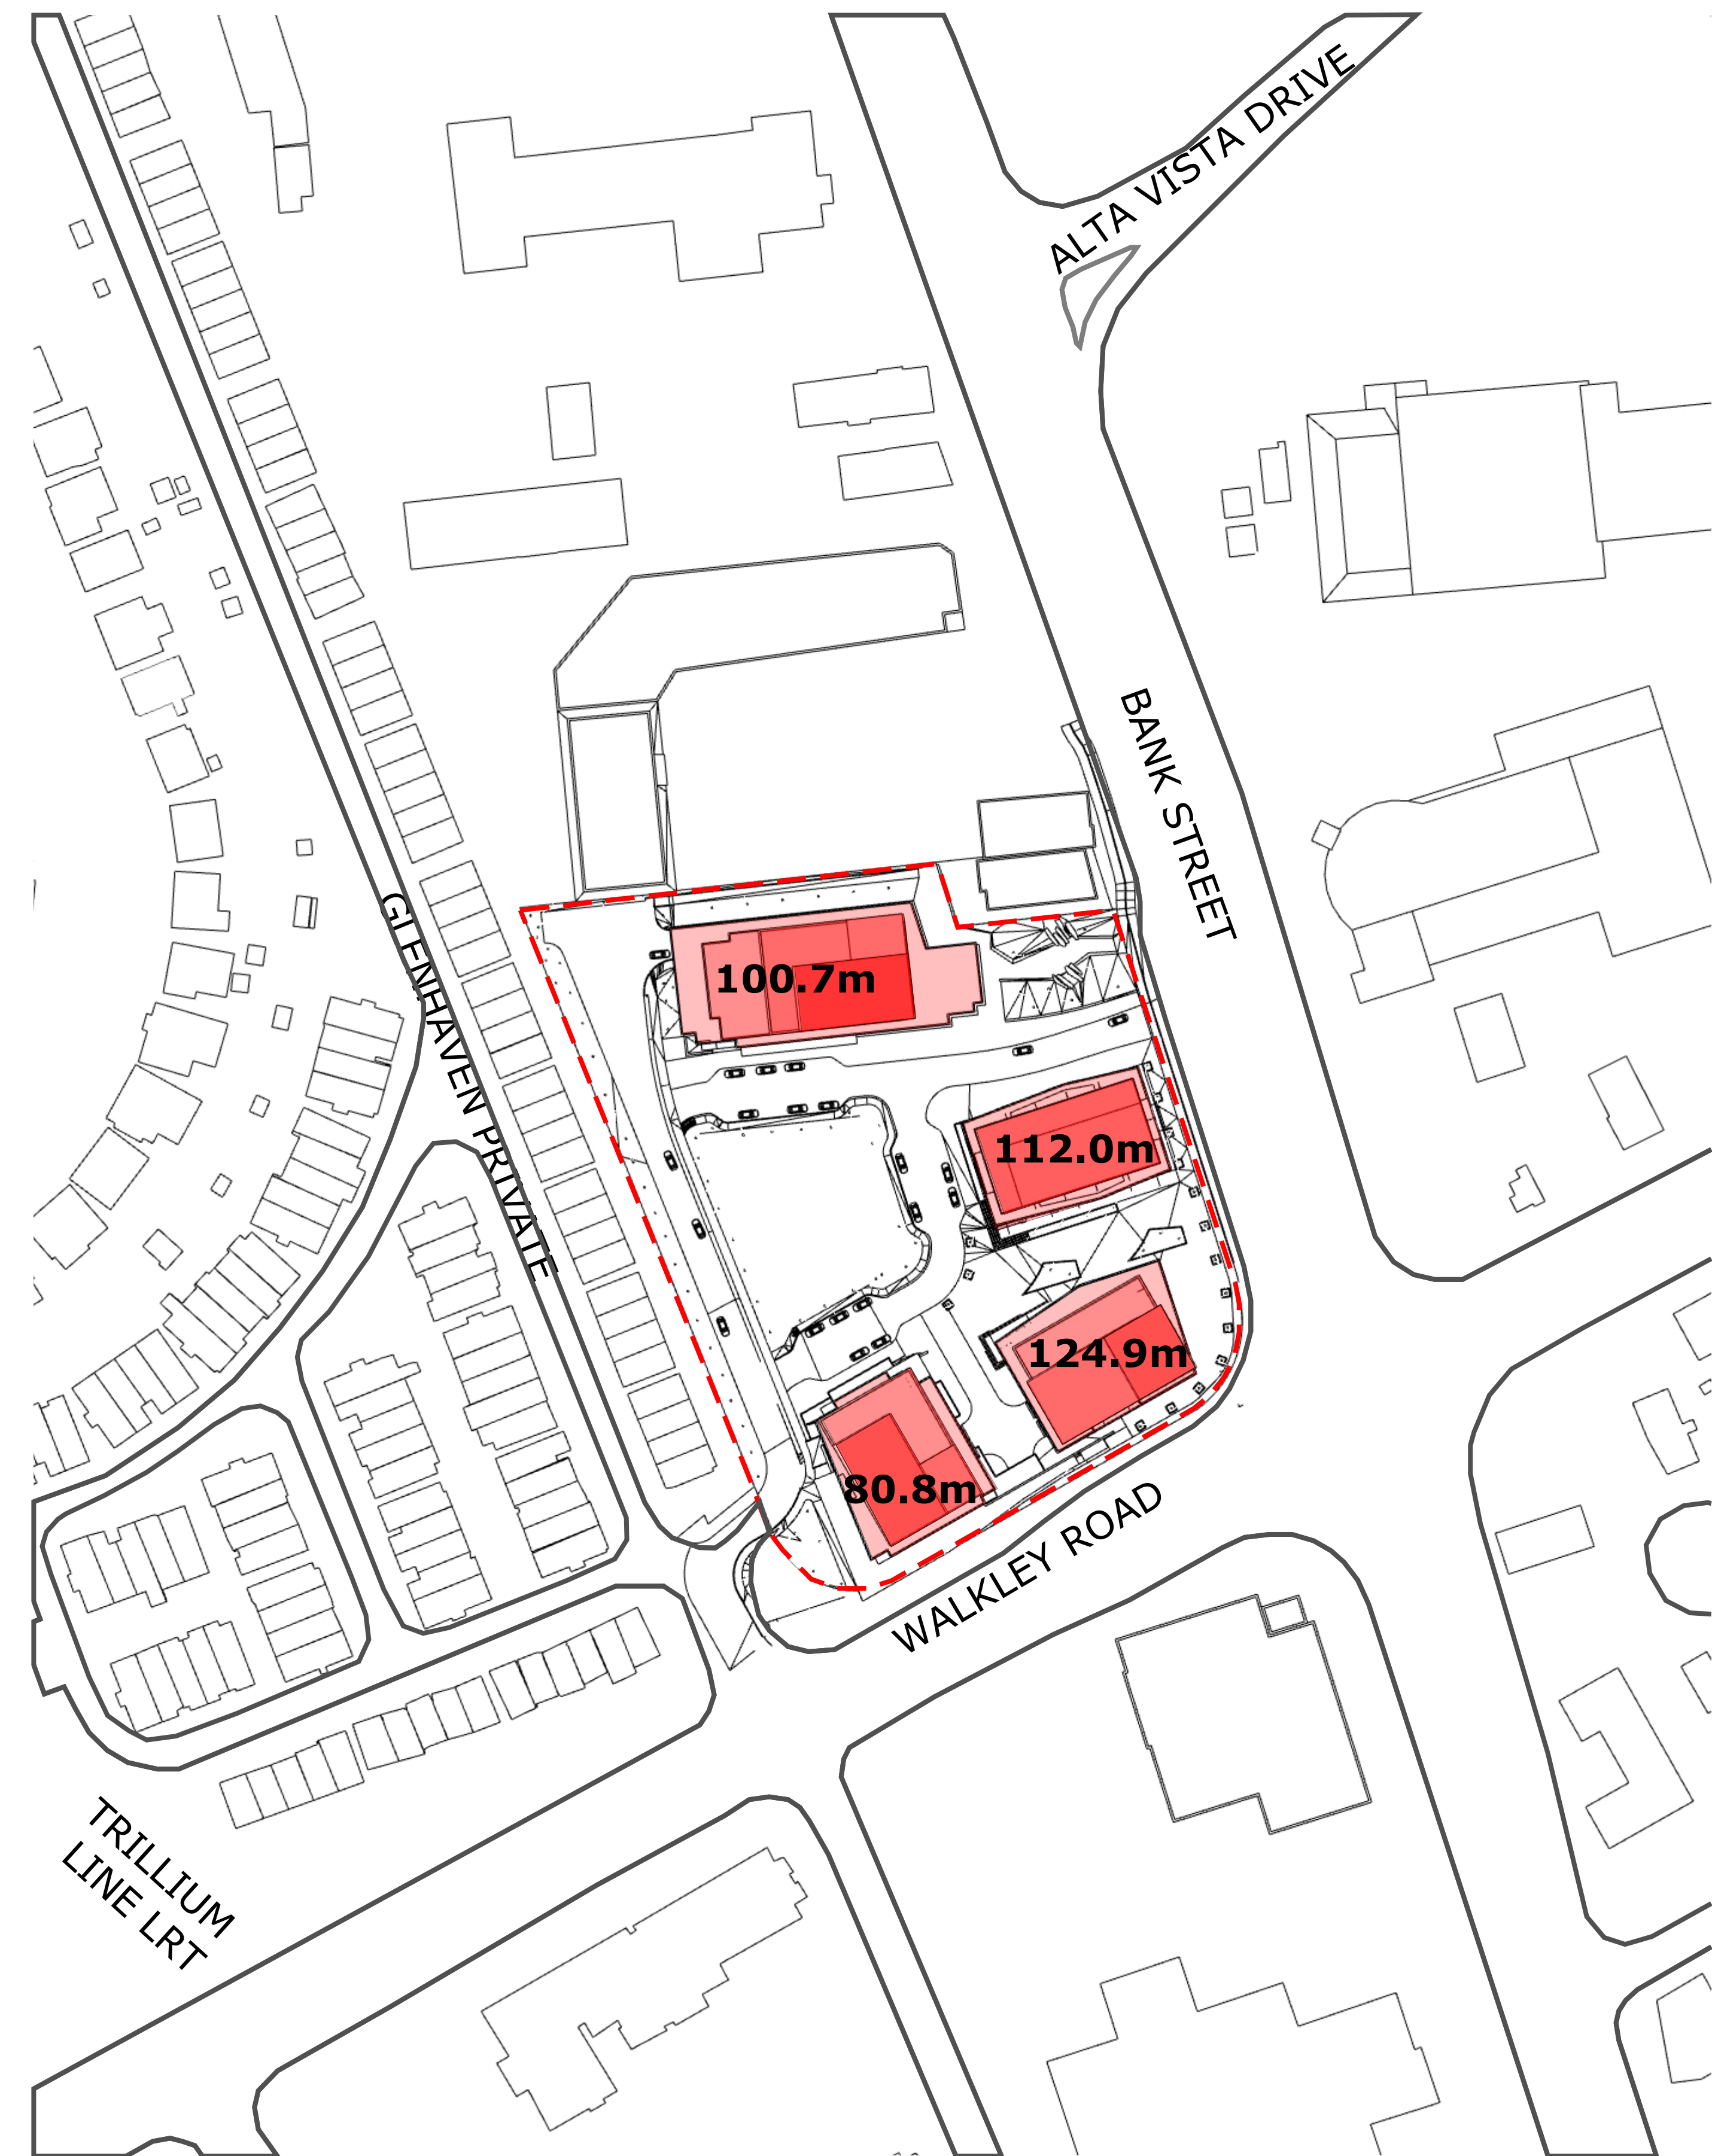 ALTA VISTA DRIVE
BANK STREET
GLENHAVEN PRIVATE
100.7m
112.0m
124.9m
80.8m
WALKLEY ROAD
TRILLIUM
LINE LRT